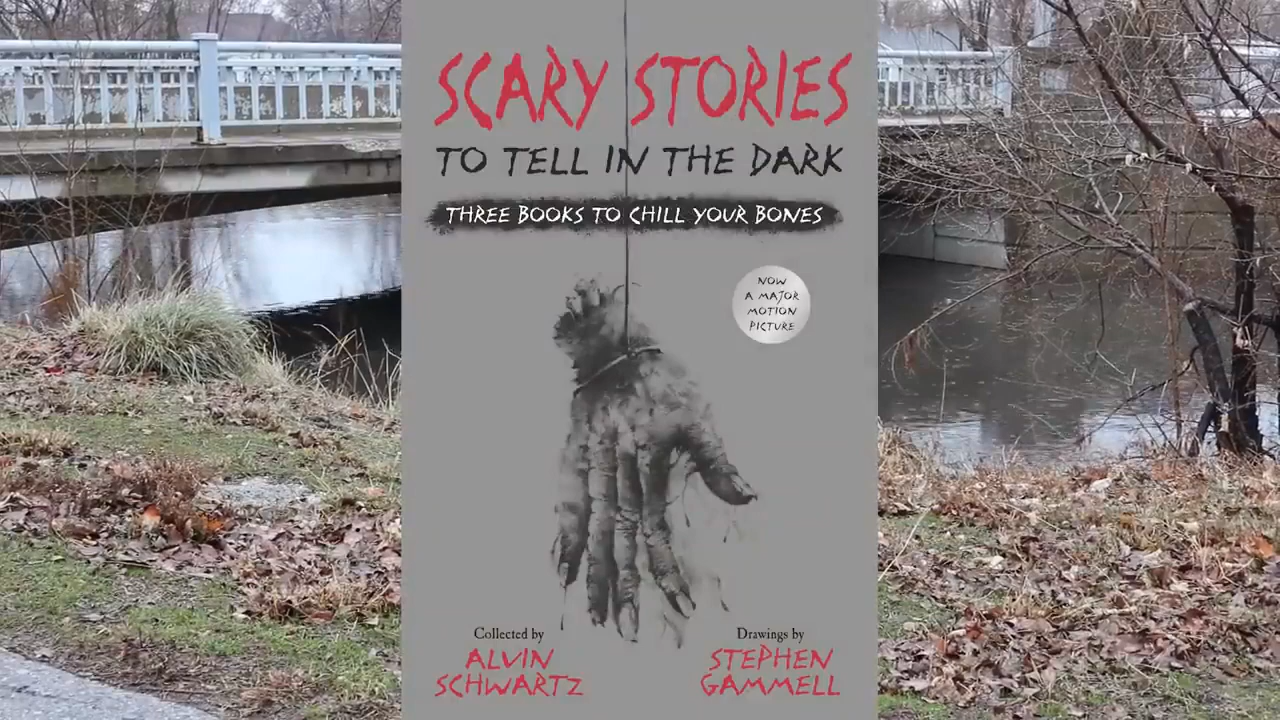 SCARY STORIES
TO TELL IN THE DARK
THREE BOOKS TO CHILL YOUR BONES
NOW
A MAJOR
MOTION
PICTURE
Collected by
ALVIN
SCHWARTZ
Drawings by
STEPHEN
GAMMELL